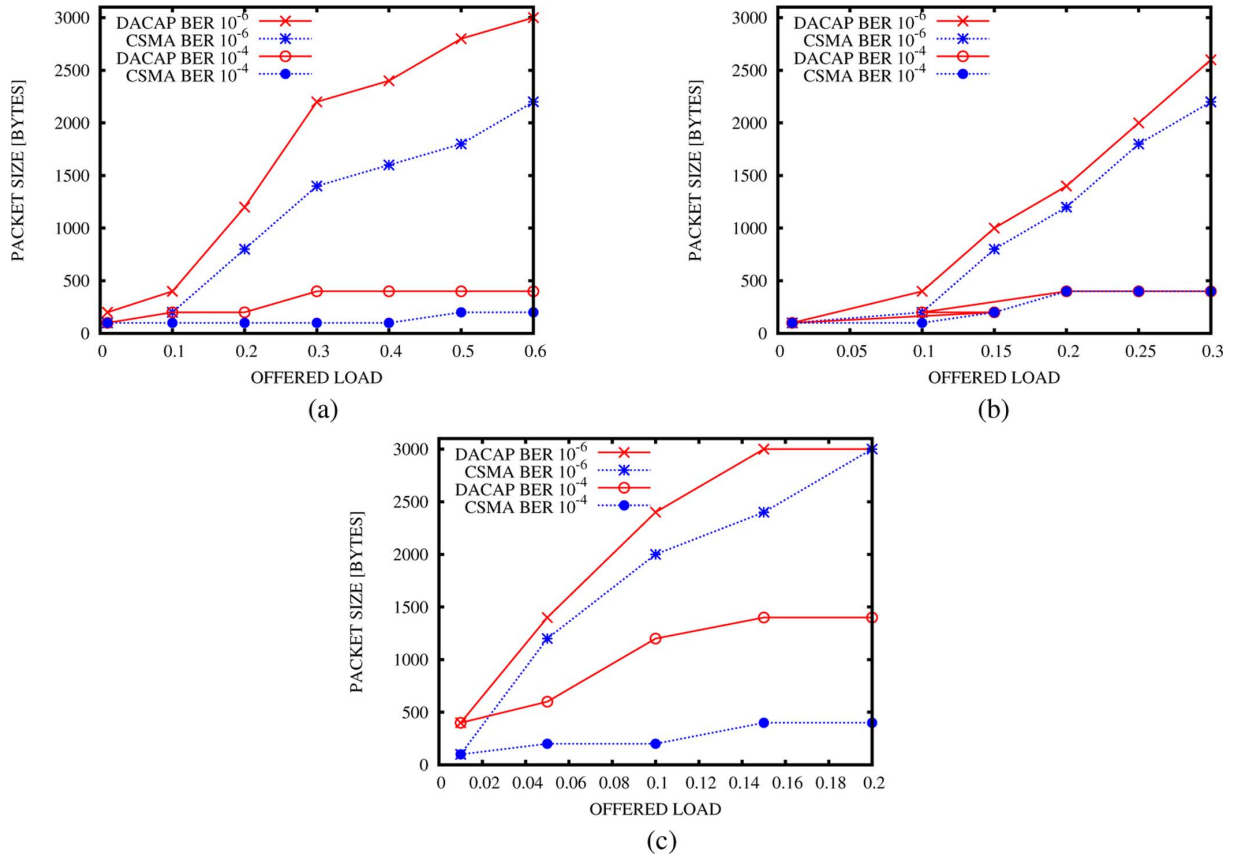 DACAP BER 10-6
CSMA BER 10-6
DACAP BER 10-4
CSMA BER 10-4
PACKET SIZE [BYTES]
3000
2500
2000
1500
1000
500
0
0 0.1 0.2 0.3 0.4 0.5 0.6
OFFERED LOAD
(a)
DACAP BER 10-6
CSMA BER 10-6
DACAP BER 10-4
CSMA BER 10-4
PACKET SIZE [BYTES]
3000
2500
2000
1500
1000
500
0
0.05 0.1 0.15 0.2 0.25 0.3
OFFERED LOAD
(b)
DACAP BER 10-6
CSMA BER 10-6
DACAP BER 10-4
CSMA BER 10-4
PACKET SIZE [BYTES]
3000
2500
2000
1500
1000
500
0
0 0.02 0.04 0.06 0.08 0.1 0.12 0.14 0.16 0.18 0.2
OFFERED LOAD
(c)